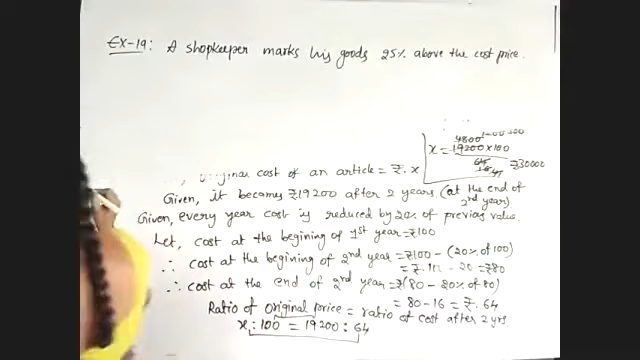 Ex-19: A shopkeeper marks his goods 25% above the cost price.
4800
x = 19200×100
64
₹30000
original cost of an article = ₹. x
Given, it becomes ₹19200 after 2 years (at the end of 2nd years)
Given, every year cost is reduced by 20% of previous value.
Let, cost at the begining of 1st year = ₹100
∴ cost at the begining of 2nd year = ₹100 - (20% of 100)
= ₹. 100 - 20 = ₹80
∴ cost at the end of 2nd year = ₹(80 - 20% of 80)
= 80 - 16 = ₹. 64
Ratio of original price = ratio of cost after 2 yrs.
x : 100 = 19200 : 64